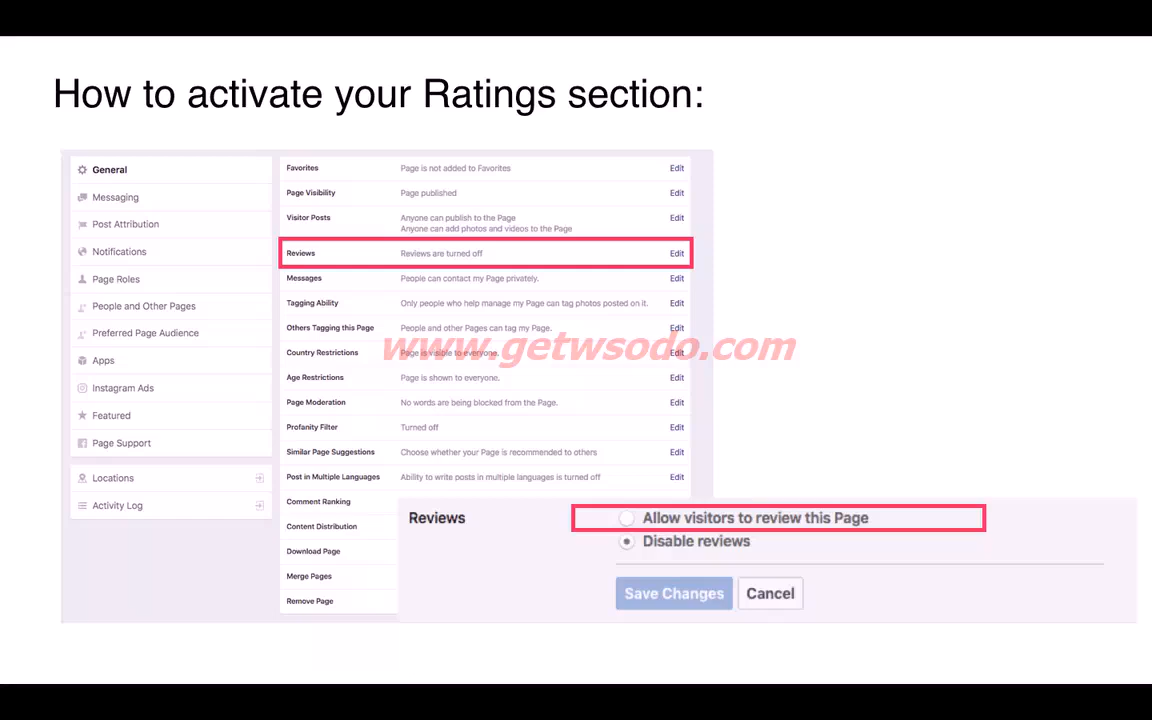 How to activate your Ratings section:
General
Messaging
Post Attribution
Notifications
Page Roles
People and Other Pages
Preferred Page Audience
Apps
Instagram Ads
Featured
Page Support
Locations
Activity Log
Favorites Page is not added to Favorites Edit
Page Visibility Page published Edit
Visitor Posts Anyone can publish to the Page Edit
Anyone can add photos and videos to the Page
Reviews Reviews are turned off Edit
Messages People can contact my Page privately. Edit
Tagging Ability Only people who help manage my Page can tag photos posted on it. Edit
Others Tagging this Page People and other Pages can tag my Page. Edit
www.getwsodo.com
Country Restrictions Page is visible to everyone. Edit
Age Restrictions Page is shown to everyone. Edit
Page Moderation No words are being blocked from the Page. Edit
Profanity Filter Turned off Edit
Similar Page Suggestions Choose whether your Page is recommended to others Edit
Post in Multiple Languages Ability to write posts in multiple languages is turned off Edit
Comment Ranking
Content Distribution
Download Page
Merge Pages
Remove Page
Reviews Allow visitors to review this Page
Disable reviews
Save Changes Cancel